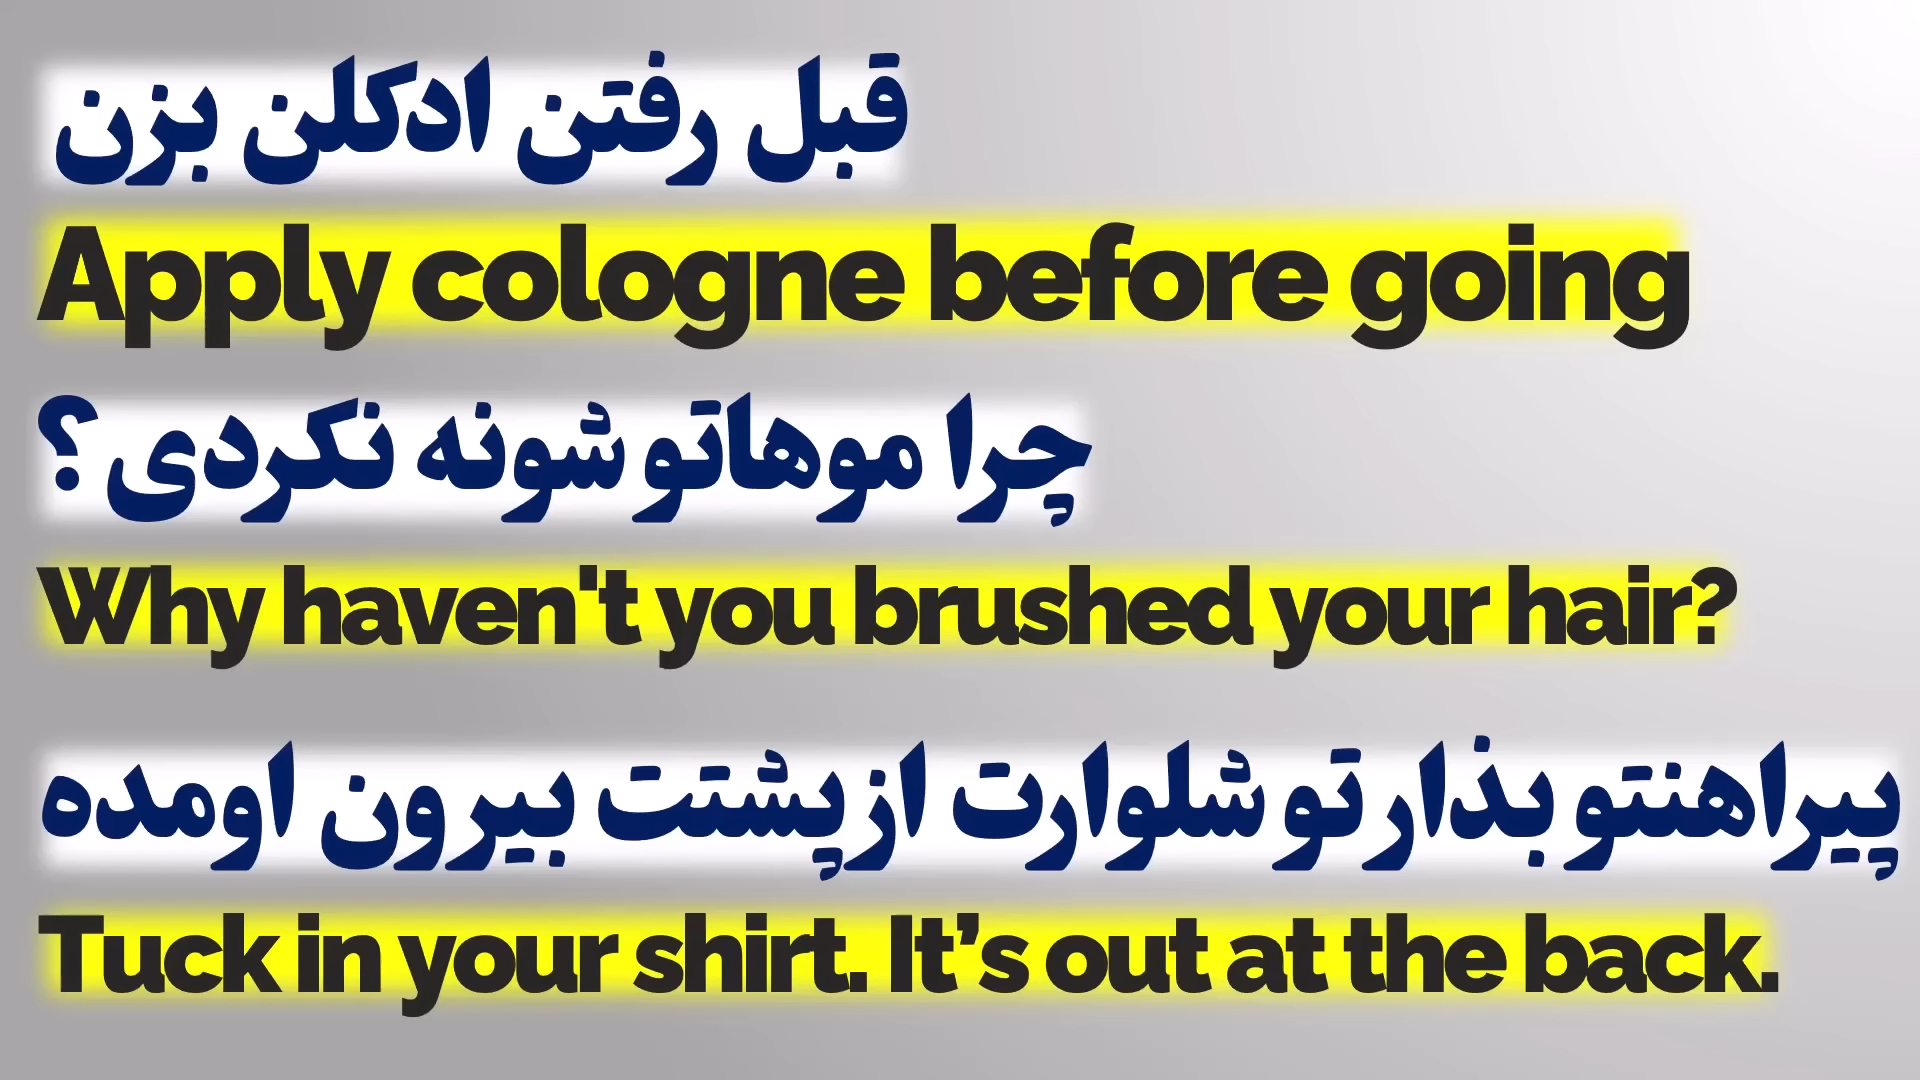 قبل رفتن ادکلن بزن
Apply cologne before going
چرا موهاتو شونه نکردی ؟
Why haven't you brushed your hair?
پیراهنتو بذار تو شلوارت از پشتت بیرون اومده
Tuck in your shirt. It’s out at the back.